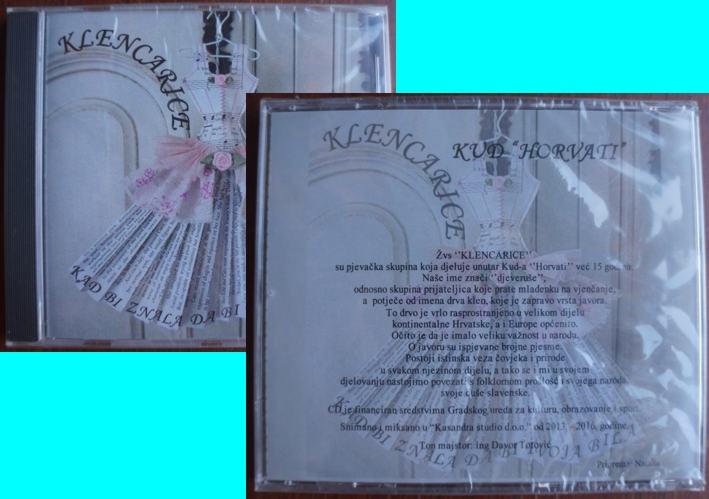 KLENCARICE
KAD BI ZNALA DA BI
KLENCARICE
KUD "HORVATI"
Žvs "KLENCARICE"
su pjevačka skupina koja djeluje unutar Kud-a "Horvati" već 15 godina.
Naše ime znači "djeveruše",
odnosno skupina prijateljica koje prate mladenku na vjenčanje,
a potječe od imena drva klen, koje je zapravo vrsta javora.
To drvo je vrlo rasprostranjeno u velikom dijelu
kontinentalne Hrvatske, a i Europe općenito.
Očito je da je imalo veliku važnost u narodu.
O javoru su ispjevane brojne pjesme.
Postoji istinska veza čovjeka i prirode
u svakom njezinom dijelu, a tako se i mi u svojem
djelovanju nastojimo povezati s folklornom prošlosti svojega naroda
svoje duše slavenske.
CD je financiran sredstvima Gradskog ureda za kulturu, obrazovanje i sport.
Snimano i miksano u "Kasandra studio d.o.o." od 2013. - 2016. godine.
Ton majstor: ing Davor Totović
KAD BI ZNALA DA BI TVOJA BILA
Priprema: Nataša